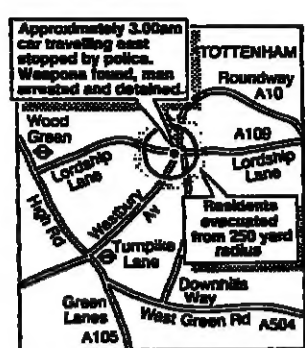 Approximately 3.00am
car travelling east
stopped by police.
Weapons found, man
arrested and detained.
TOTTENHAM
Roundway
A10
Wood
Green
A109
Lordship
Lane
Lordship
Lane
High Rd
Westbury
Av
Residents
evacuated
from 250 yard
radius
Turnpike
Lane
Downhills
Way
Green
Lanes
West Green Rd
A504
A105